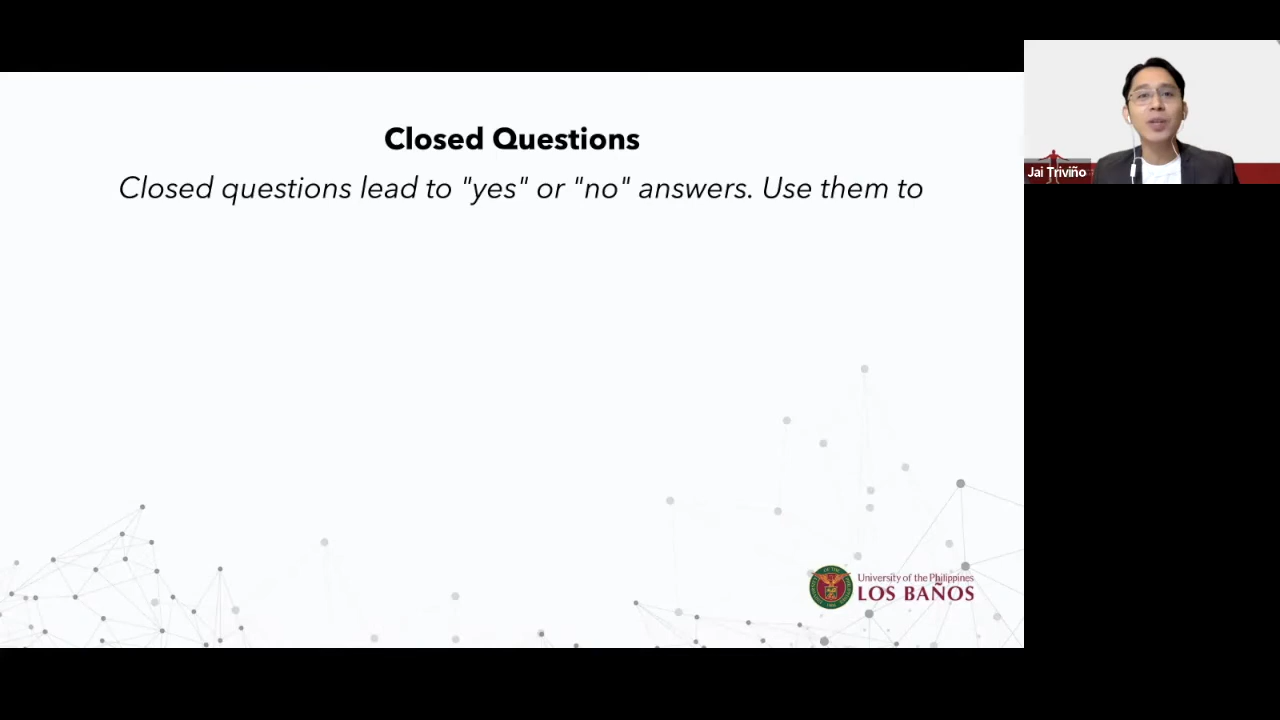 Closed Questions
Closed questions lead to "yes" or "no" answers. Use them to
Jai Triviño
University of the Philippines
LOS BAÑOS